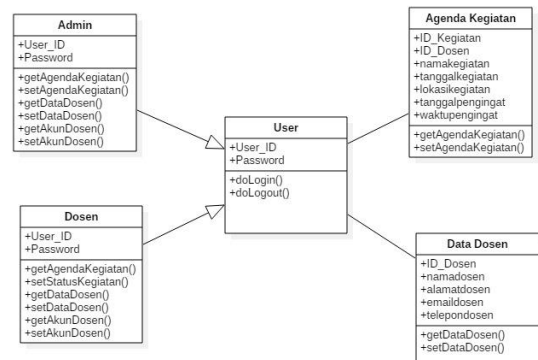 Admin
+User_ID
+Password
+getAgendaKegiatan()
+setAgendaKegiatan()
+getDataDosen()
+setDataDosen()
+getAkunDosen()
+setAkunDosen()
Dosen
+User_ID
+Password
+getAgendaKegiatan()
+setStatusKegiatan()
+getDataDosen()
+setDataDosen()
+getAkunDosen()
+setAkunDosen()
User
+User_ID
+Password
+doLogin()
+doLogout()
Agenda Kegiatan
+ID_Kegiatan
+ID_Dosen
+namakegiatan
+tanggalkegiatan
+lokasikegiatan
+tanggalpengingat
+waktupengingat
+getAgendaKegiatan()
+setAgendaKegiatan()
Data Dosen
+ID_Dosen
+namadosen
+alamatdosen
+emaildosen
+telepondosen
+getDataDosen()
+setDataDosen()